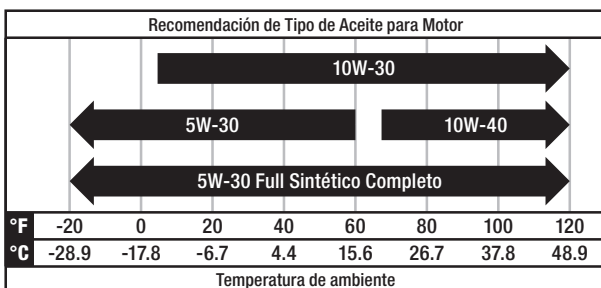 Recomendación de Tipo de Aceite para Motor
10W-30
5W-30 10W-40
5W-30 Full Sintético Completo
°F -20 0 20 40 60 80 100 120
°C -28.9 -17.8 -6.7 4.4 15.6 26.7 37.8 48.9
Temperatura de ambiente